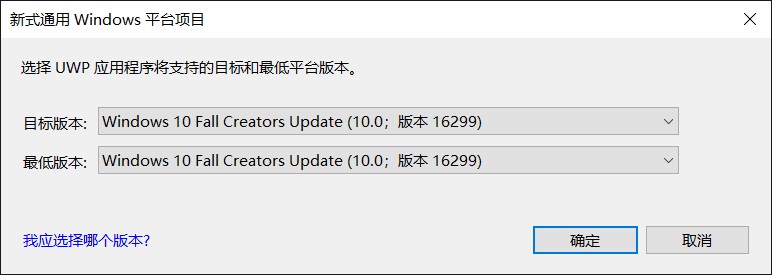 新式通用 Windows 平台项目
选择 UWP 应用程序将支持的目标和最低平台版本。
目标版本: Windows 10 Fall Creators Update (10.0；版本 16299)
最低版本: Windows 10 Fall Creators Update (10.0；版本 16299)
我应选择哪个版本? 确定 取消